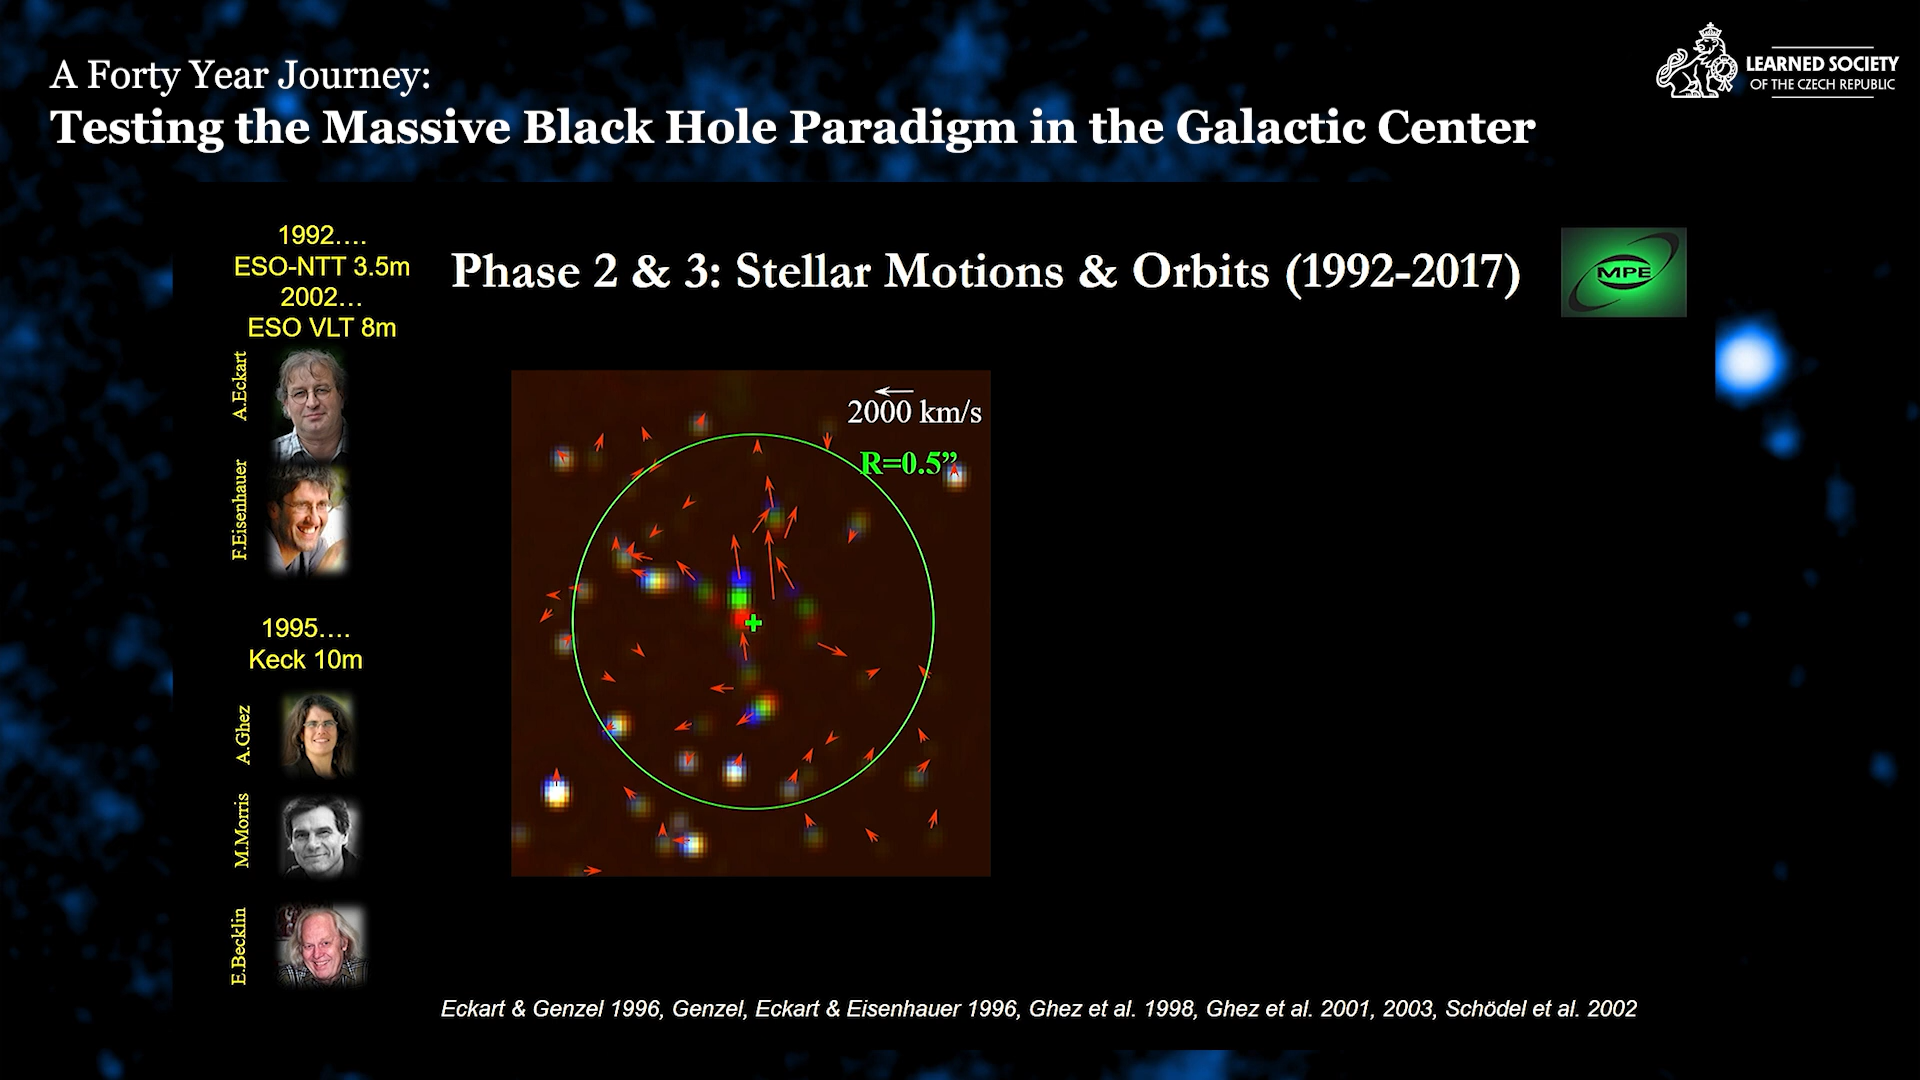 A Forty Year Journey:
Testing the Massive Black Hole Paradigm in the Galactic Center
LEARNED SOCIETY
OF THE CZECH REPUBLIC
1992….
ESO-NTT 3.5m
2002…
ESO VLT 8m
Phase 2 & 3: Stellar Motions & Orbits (1992-2017)
MPE
A.Eckart
F.Eisenhauer
2000 km/s
R=0.5”
1995….
Keck 10m
A.Ghez
M.Morris
E.Becklin
Eckart & Genzel 1996, Genzel, Eckart & Eisenhauer 1996, Ghez et al. 1998, Ghez et al. 2001, 2003, Schödel et al. 2002